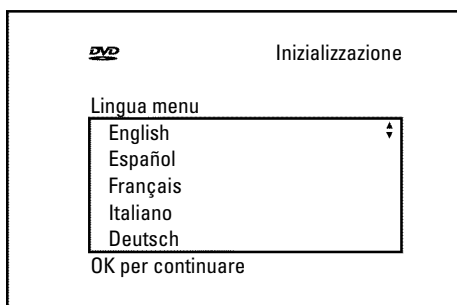 DVD Inizializzazione
Lingua menu
English
Español
Français
Italiano
Deutsch
OK per continuare